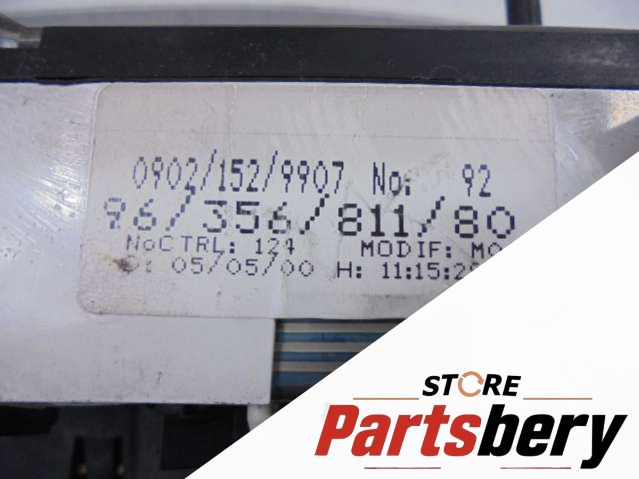 0902/152/9907 No: 92
96/356/811/80
NoCTRL: 124 MODIF:
05/05/00 H: 11:15:2
STORE
Partsbery